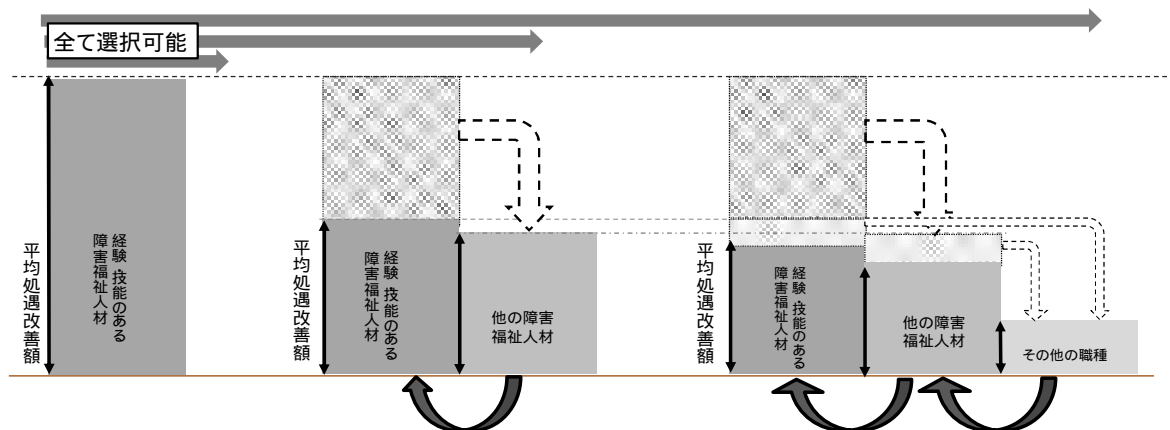 全て選択可能
平均処遇改善額
経験・技能のある
障害福祉人材
平均処遇改善額
経験・技能のある
障害福祉人材
他の障害
福祉人材
平均処遇改善額
経験・技能のある
障害福祉人材
他の障害
福祉人材
その他の職種